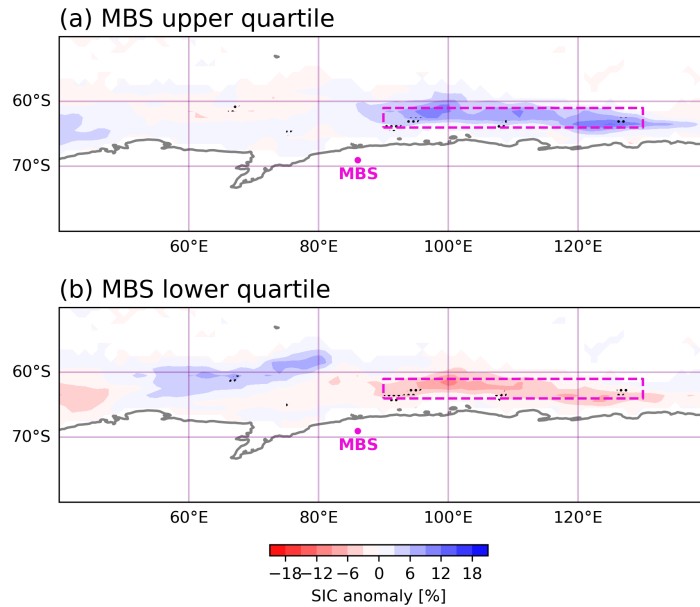 (a) MBS upper quartile
60°S
70°S
MBS
60°E 80°E 100°E 120°E
(b) MBS lower quartile
60°S
70°S
MBS
60°E 80°E 100°E 120°E
−18−12 −6 0 6 12 18
SIC anomaly [%]